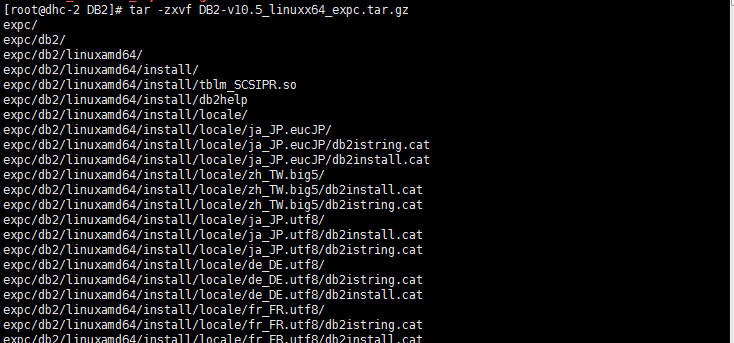 [root@dhc-2 DB2]# tar -zxvf DB2-v10.5_linuxx64_expc.tar.gz
expc/
expc/db2/
expc/db2/linuxamd64/
expc/db2/linuxamd64/install/
expc/db2/linuxamd64/install/tblm_SCSIPR.so
expc/db2/linuxamd64/install/db2help
expc/db2/linuxamd64/install/locale/
expc/db2/linuxamd64/install/locale/ja_JP.eucJP/
expc/db2/linuxamd64/install/locale/ja_JP.eucJP/db2istring.cat
expc/db2/linuxamd64/install/locale/ja_JP.eucJP/db2install.cat
expc/db2/linuxamd64/install/locale/zh_TW.big5/
expc/db2/linuxamd64/install/locale/zh_TW.big5/db2install.cat
expc/db2/linuxamd64/install/locale/zh_TW.big5/db2istring.cat
expc/db2/linuxamd64/install/locale/ja_JP.utf8/
expc/db2/linuxamd64/install/locale/ja_JP.utf8/db2install.cat
expc/db2/linuxamd64/install/locale/ja_JP.utf8/db2istring.cat
expc/db2/linuxamd64/install/locale/de_DE.utf8/
expc/db2/linuxamd64/install/locale/de_DE.utf8/db2istring.cat
expc/db2/linuxamd64/install/locale/de_DE.utf8/db2install.cat
expc/db2/linuxamd64/install/locale/fr_FR.utf8/
expc/db2/linuxamd64/install/locale/fr_FR.utf8/db2istring.cat
expc/db2/linuxamd64/install/locale/fr_FR.utf8/db2install.cat